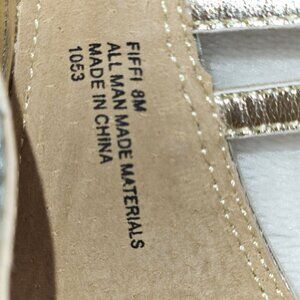 FIFFI 8M
ALL MAN MADE MATERIALS
MADE IN CHINA
1053